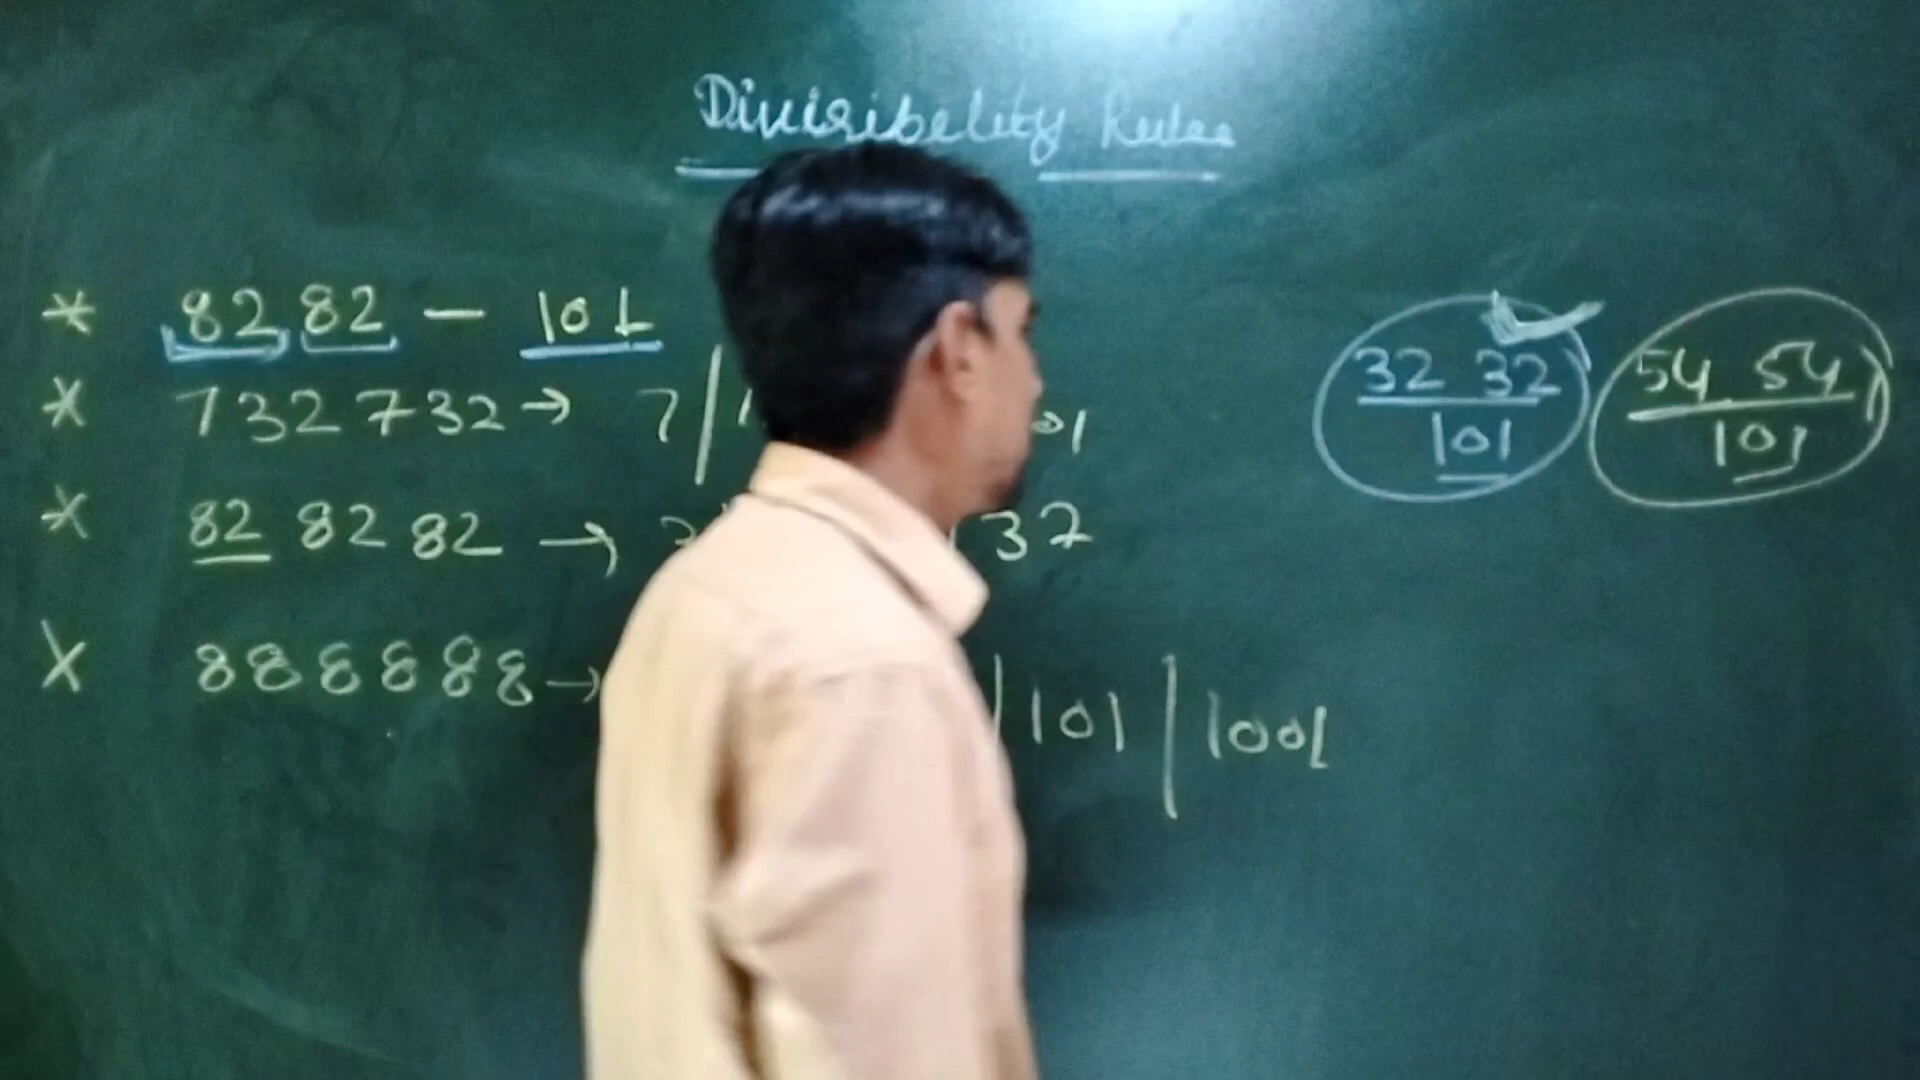 Divisibility Rules
* 82 82 — 101
* 732732 → 7/ 01
* 82 82 82 → 37
X 888888 → | 101 | 1001
32 32
101
54 54
101